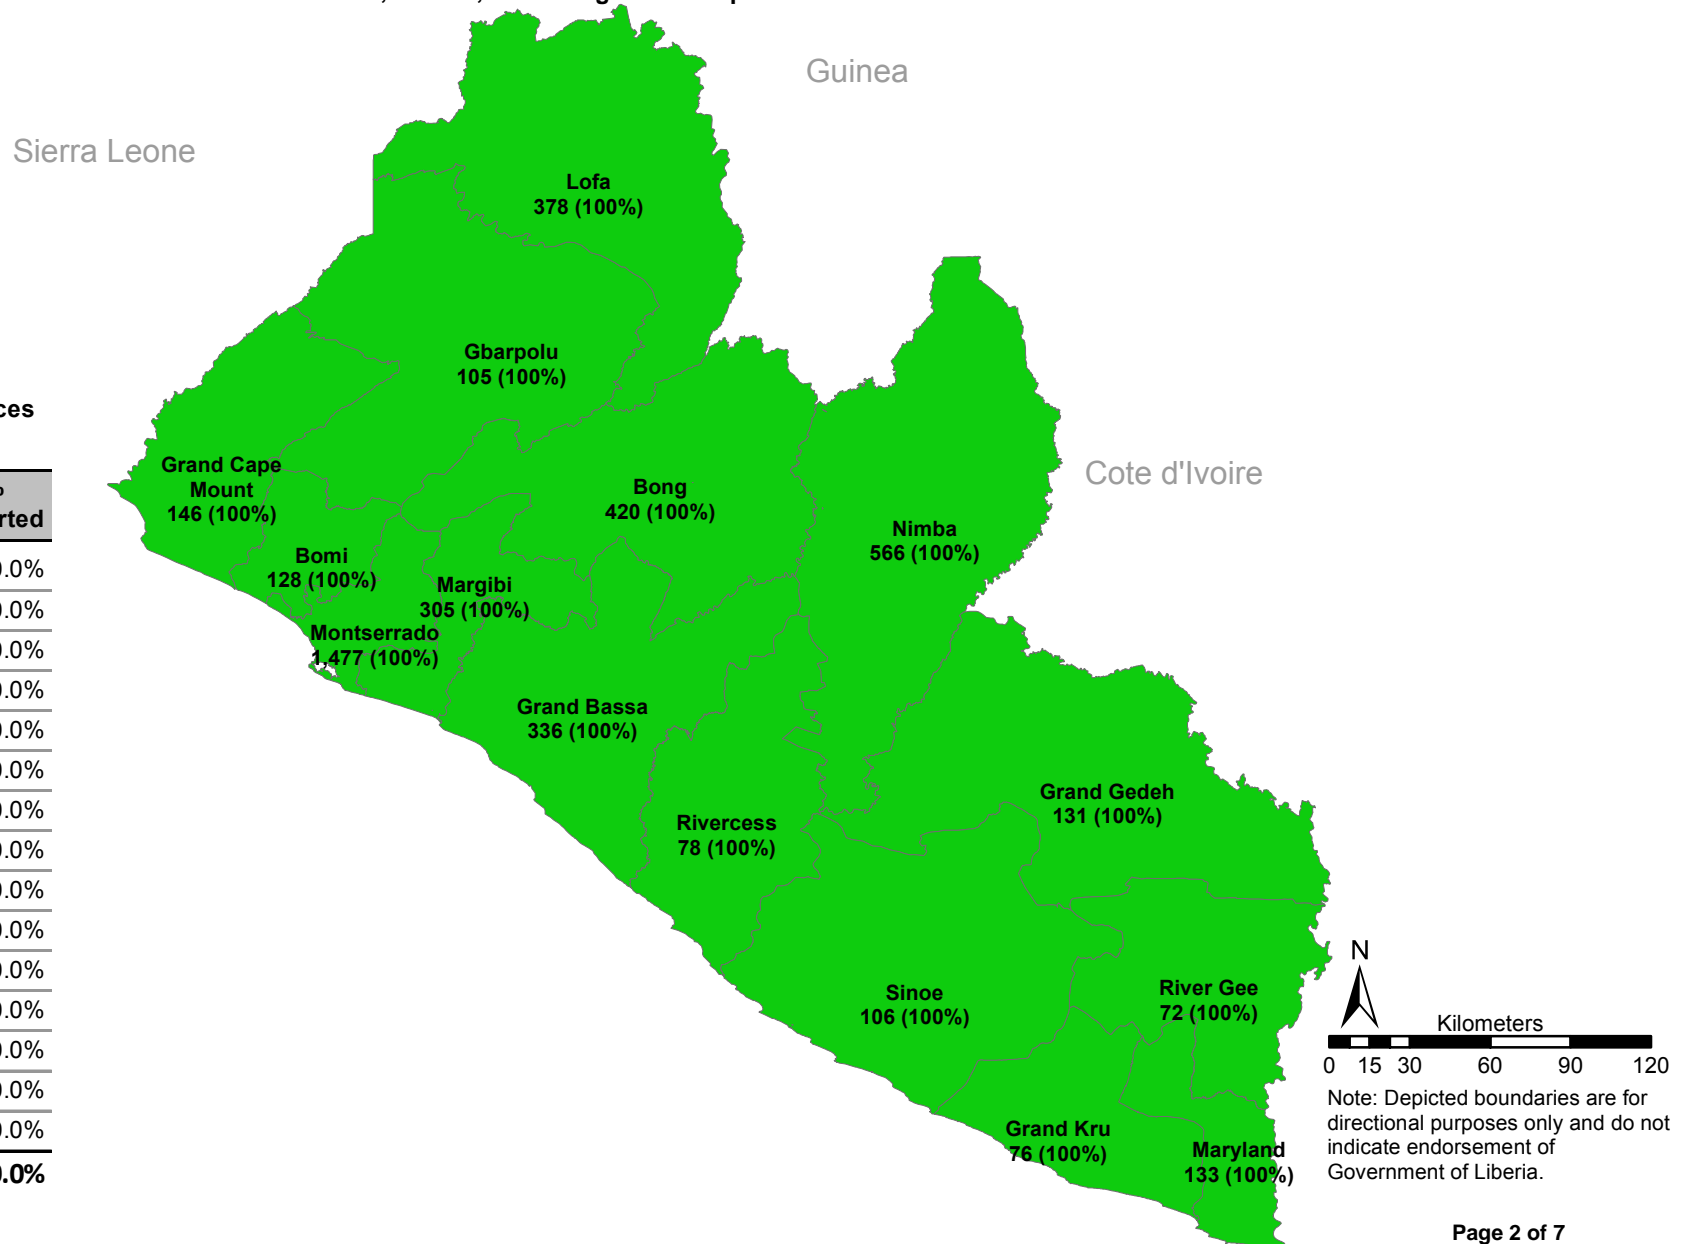 Guinea
Sierra Leone
Lofa
378 (100%)
Gbarpolu
105 (100%)
Grand Cape
Mount
146 (100%)
Bong
420 (100%)
Cote d'Ivoire
Nimba
566 (100%)
Bomi
128 (100%)
Margibi
305 (100%)
Montserrado
1,477 (100%)
Grand Bassa
336 (100%)
Grand Gedeh
131 (100%)
Rivercess
78 (100%)
Sinoe
106 (100%)
River Gee
72 (100%)
Grand Kru
76 (100%)
Maryland
133 (100%)
N
Kilometers
0 15 30 60 90 120
Note: Depicted boundaries are for
directional purposes only and do not
indicate endorsement of
Government of Liberia.
Page 2 of 7